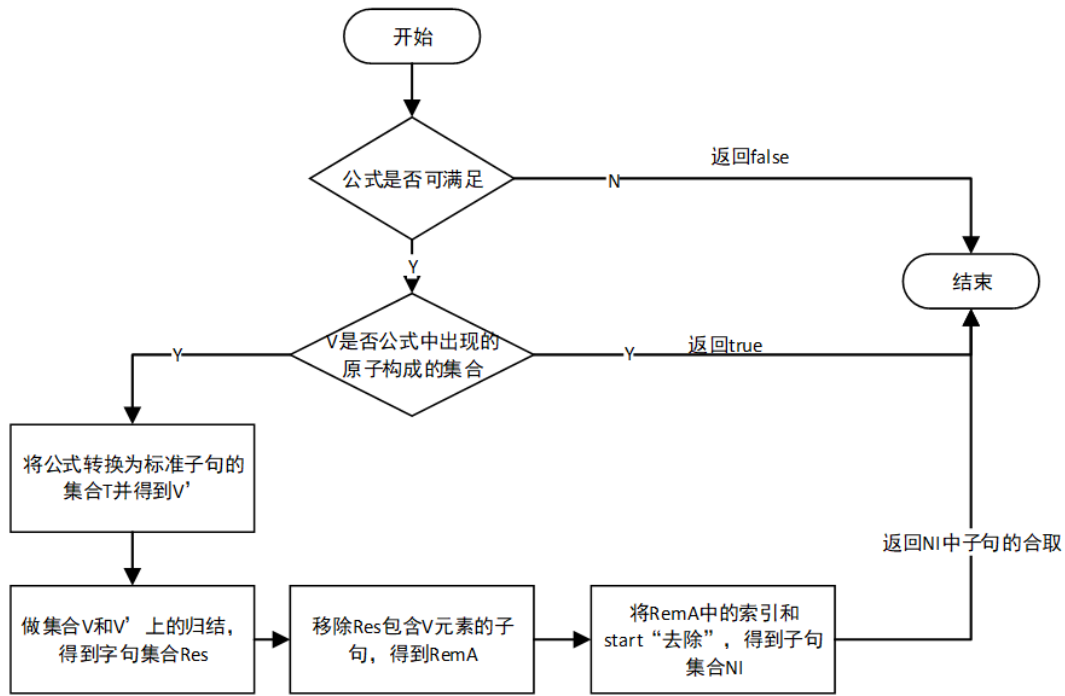 开始
公式是否可满足
N
返回false
Y
结束
V是否公式中出现的
原子构成的集合
Y
Y
返回true
将公式转换为标准子句的
集合T并得到V’
返回NI中子句的合取
做集合V和V’上的归结，
得到字句集合Res
移除Res包含V元素的子
句，得到RemA
将RemA中的索引和
start“去除”，得到子句
集合NI